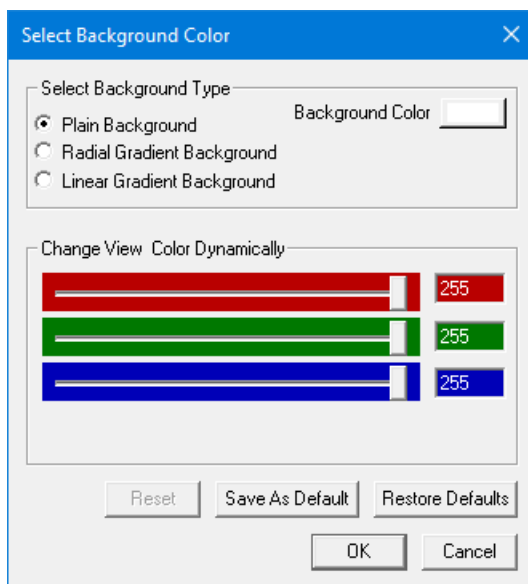 Select Background Color
Select Background Type
Background Color
Plain Background
Radial Gradient Background
Linear Gradient Background
Change View  Color Dynamically
255
255
255
Reset
Save As Default
Restore Defaults
OK
Cancel